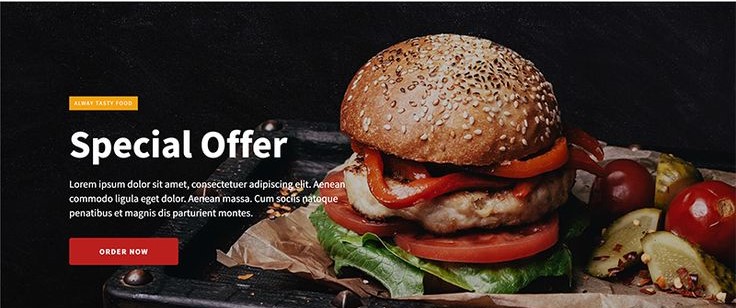 ALWAY TASTY FOOD
Special Offer
Lorem ipsum dolor sit amet, consectetuer adipiscing elit. Aenean
commodo ligula eget dolor. Aenean massa. Cum sociis natoque
penatibus et magnis dis parturient montes.
ORDER NOW